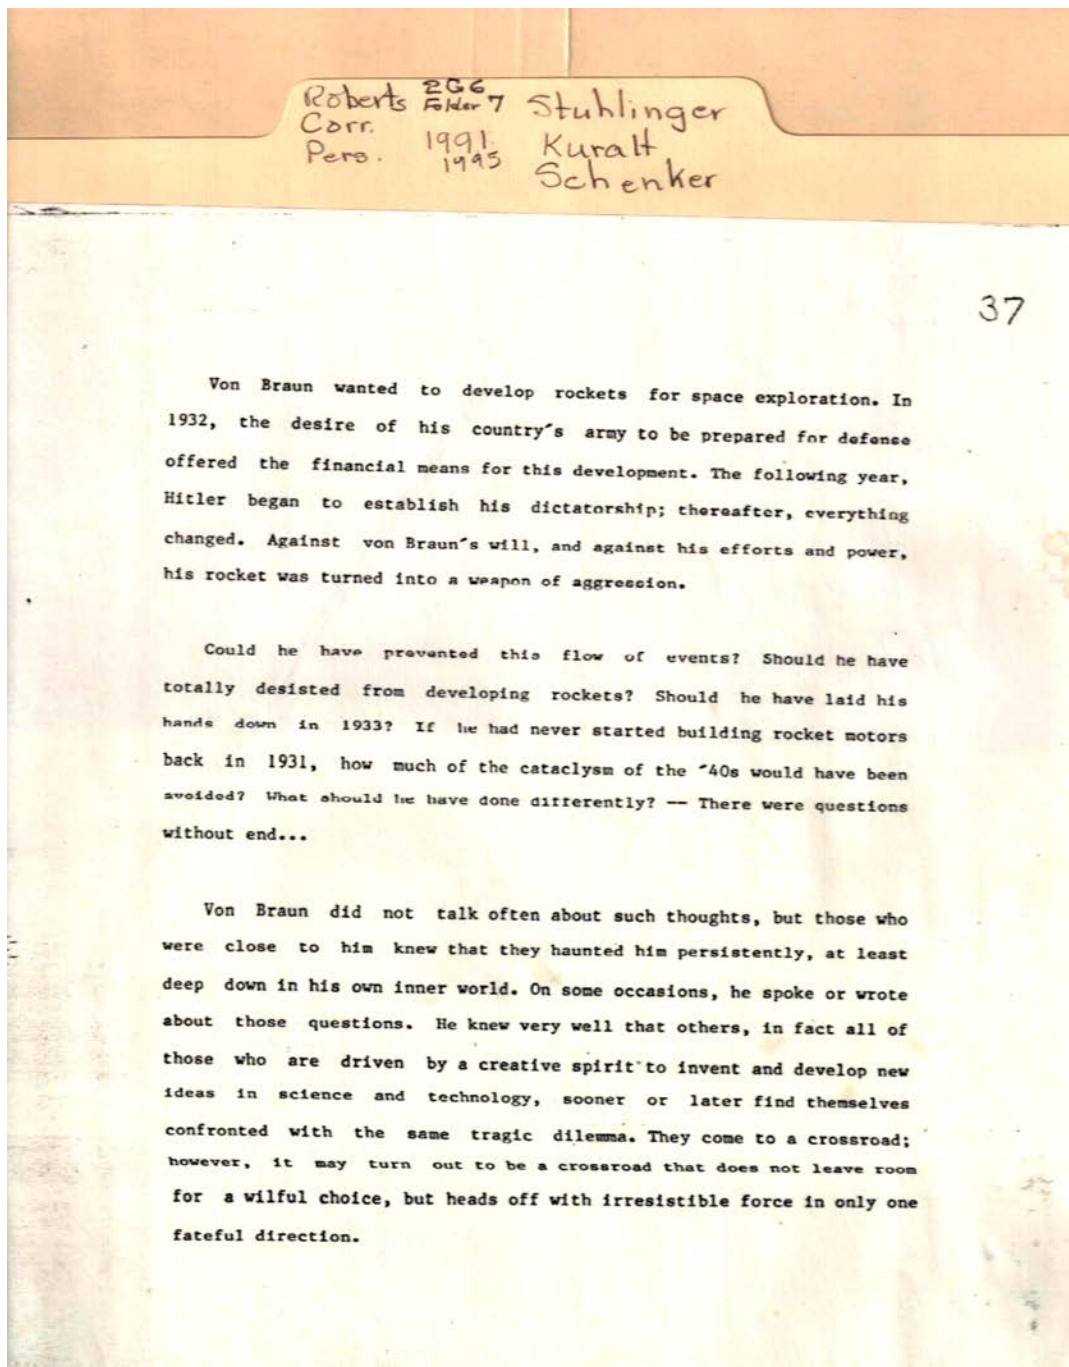 Roberts 2G6 Stuhlinger
Folder 7
Corr. 1991 Kuralt
Pers. 1995 Schenker
37
Von Braun wanted to develop rockets for space exploration. In
1932, the desire of his country's army to be prepared for defense
offered the financial means for this development. The following year,
Hitler began to establish his dictatorship; thereafter, everything
changed. Against von Braun's will, and against his efforts and power,
his rocket was turned into a weapon of aggression.
Could he have prevented this flow of events? Should he have
totally desisted from developing rockets? Should he have laid his
hands down in 1933? If he had never started building rocket motors
back in 1931, how much of the cataclysm of the '40s would have been
avoided? What should he have done differently? -- There were questions
without end...
Von Braun did not talk often about such thoughts, but those who
were close to him knew that they haunted him persistently, at least
deep down in his own inner world. On some occasions, he spoke or wrote
about those questions. He knew very well that others, in fact all of
those who are driven by a creative spirit to invent and develop new
ideas in science and technology, sooner or later find themselves
confronted with the same tragic dilemma. They come to a crossroad;
however, it may turn out to be a crossroad that does not leave room
for a wilful choice, but heads off with irresistible force in only one
fateful direction.